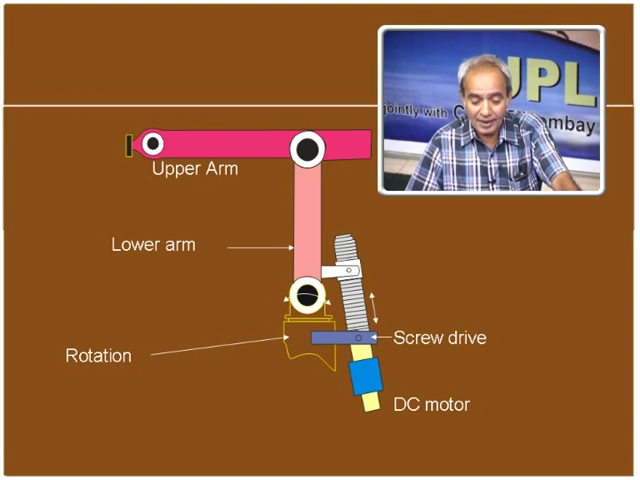 UPL
jointly with
ombay
Upper Arm
Lower arm
Rotation
Screw drive
DC motor